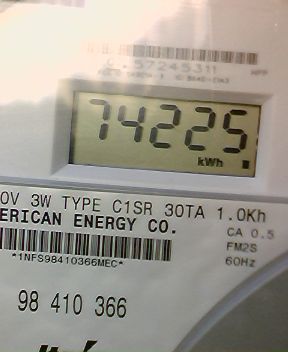 57245311
74225
kWh
0V 3W TYPE C1SR 30TA 1.0Kh
ERICAN ENERGY CO.
CA 0.5
FM2S
60Hz
*1NFS98410366MEC*
98 410 366